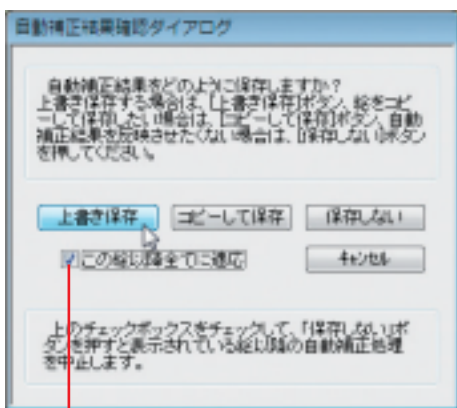 自動補正結果確認ダイアログ
自動補正結果をどのように保存しますか？
上書き保存する場合は、[上書き保存]ボタン、絵をコピ
ーして保存したい場合は、[コピーして保存]ボタン、自動
補正結果を反映させたくない場合は、[保存しない]ボタン
を押してください。
上書き保存 コピーして保存 保存しない
この絵以降全てに適応 キャンセル
上のチェックボックスをチェックして、「保存しない」ボ
タンを押すと表示されている絵以降の自動補正処理
を中止します。